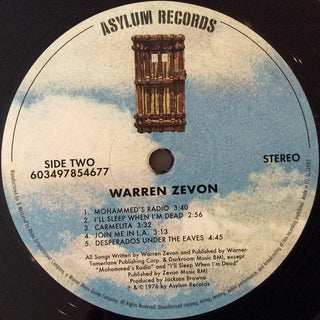 ASYLUM RECORDS
SIDE TWO
603497854677
STEREO
WARREN ZEVON
1. MOHAMMED'S RADIO 3:40
2. I'LL SLEEP WHEN I'M DEAD 2:56
3. CARMELITA 3:32
4. JOIN ME IN L.A. 3:13
5. DESPERADOS UNDER THE EAVES 4:45
All Songs Written by Warren Zevon and Published by Warner-
Tamerlane Publishing Corp. & Darkroom Music BMI, except
"Mohammed's Radio" and "I'll Sleep When I'm Dead"
Published by Zevon Music BMI
Produced by Jackson Browne
℗ & © 1976 by Asylum Records